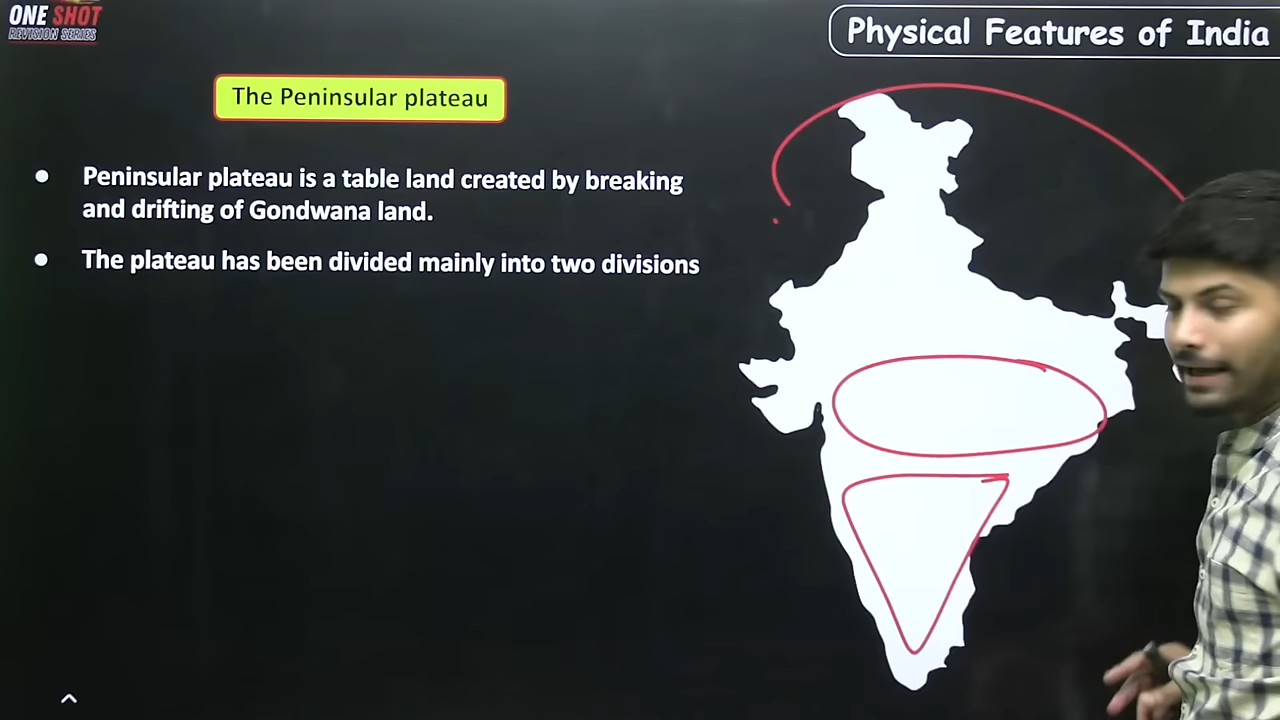 ONE SHOT
REVISION SERIES
Physical Features of India
The Peninsular plateau
Peninsular plateau is a table land created by breaking
and drifting of Gondwana land.
The plateau has been divided mainly into two divisions